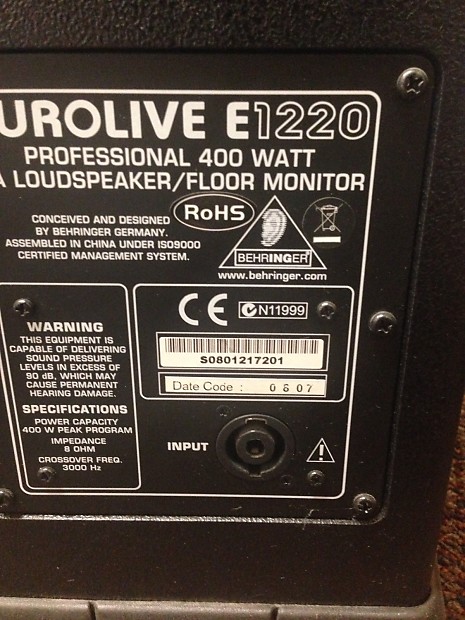 UROLIVE E1220
PROFESSIONAL 400 WATT
A LOUDSPEAKER/FLOOR MONITOR
CONCEIVED AND DESIGNED
BY BEHRINGER GERMANY.
ASSEMBLED IN CHINA UNDER ISO9000
CERTIFIED MANAGEMENT SYSTEM.
RoHS
BEHRINGER
www.behringer.com
CE N11999
S0801217201
Date Code : 0807
WARNING
THIS EQUIPMENT IS
CAPABLE OF DELIVERING
SOUND PRESSURE
LEVELS IN EXCESS OF
90 dB, WHICH MAY
CAUSE PERMANENT
HEARING DAMAGE.
SPECIFICATIONS
POWER CAPACITY
400 W PEAK PROGRAM
IMPEDANCE
8 OHM
CROSSOVER FREQ.
3000 Hz
INPUT